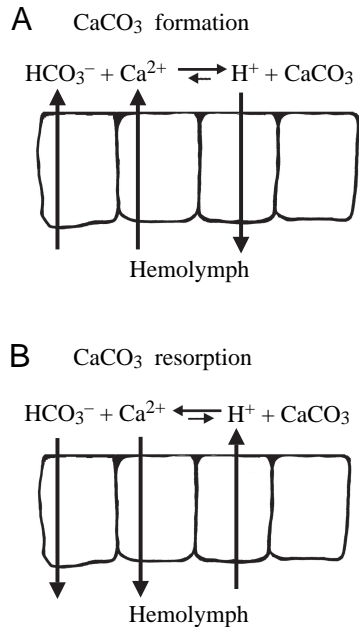 A CaCO₃ formation
HCO₃⁻ + Ca²⁺ ⇌ H⁺ + CaCO₃
Hemolymph
B CaCO₃ resorption
HCO₃⁻ + Ca²⁺ ⇌ H⁺ + CaCO₃
Hemolymph